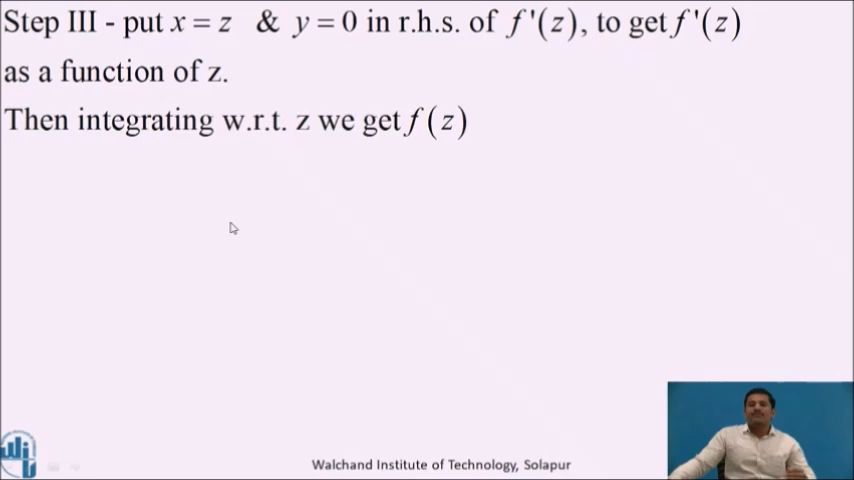 Step III - put x = z & y = 0 in r.h.s. of f '(z), to get f '(z)
as a function of z.
Then integrating w.r.t. z we get f (z)
Walchand Institute of Technology, Solapur